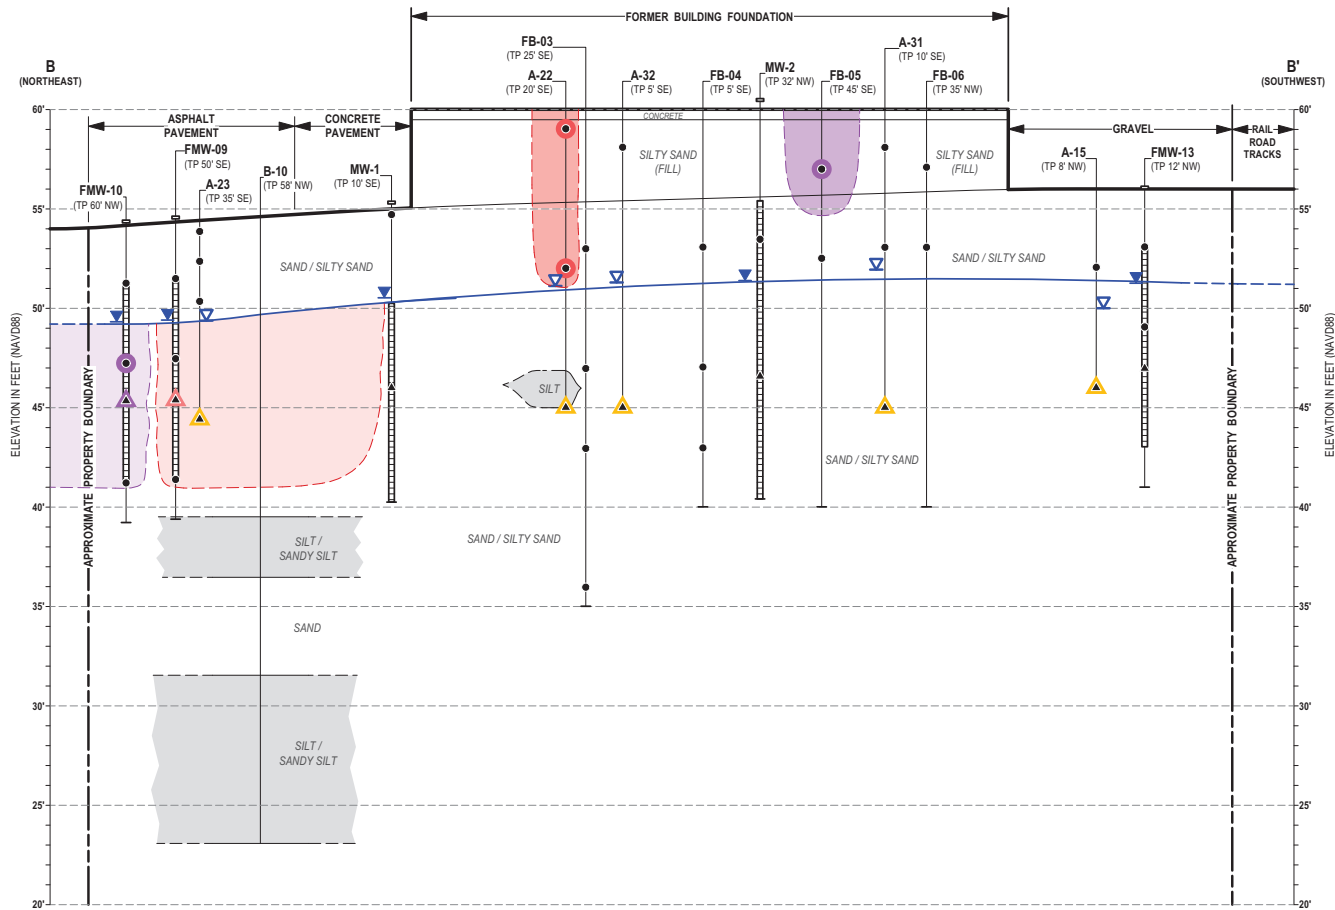 FORMER BUILDING FOUNDATION
B
(NORTHEAST)
FB-03
(TP 25' SE)
A-22
(TP 20' SE)
A-32
(TP 5' SE)
FB-04
(TP 5' SE)
MW-2
(TP 32' NW)
FB-05
(TP 45' SE)
A-31
(TP 10' SE)
FB-06
(TP 35' NW)
B'
(SOUTHWEST)
ASPHALT
PAVEMENT
CONCRETE
PAVEMENT
GRAVEL
RAIL
ROAD
TRACKS
FMW-10
(TP 60' NW)
FMW-09
(TP 50' SE)
A-23
(TP 35' SE)
B-10
(TP 58' NW)
MW-1
(TP 10' SE)
A-15
(TP 8' NW)
FMW-13
(TP 12' NW)
CONCRETE
SILTY SAND
(FILL)
SILTY SAND
(FILL)
SAND / SILTY SAND
SAND / SILTY SAND
SILT
SAND / SILTY SAND
SAND / SILTY SAND
SILT /
SANDY SILT
SAND
SILT /
SANDY SILT
APPROXIMATE PROPERTY BOUNDARY
APPROXIMATE PROPERTY BOUNDARY
ELEVATION IN FEET (NAVD88)
60'
55'
50'
45'
40'
35'
30'
25'
20'
ELEVATION IN FEET (NAVD88)
60'
55'
50'
45'
40'
35'
30'
25'
20'